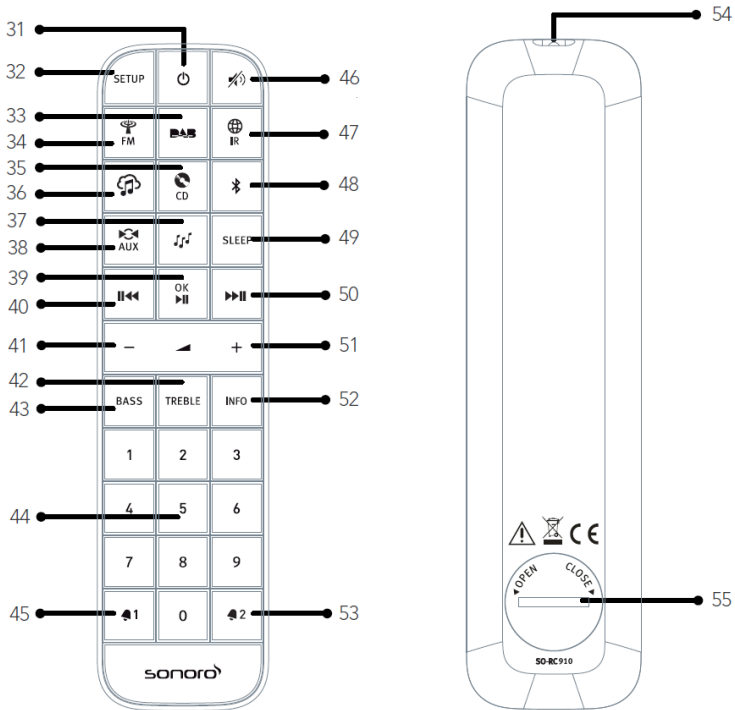 31
54
32
SETUP
46
33
34
FM
DAB
IR
47
35
36
CD
48
37
38
AUX
SLEEP
49
39
40
OK
50
41
-
+
51
42
43
BASS
TREBLE
INFO
52
1
2
3
44
4
5
6
7
8
9
45
1
0
2
53
sonoro
CE
OPEN
CLOSE
55
SO-RC910